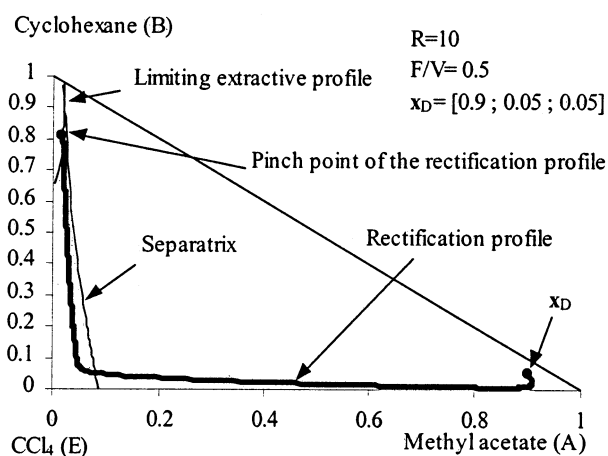 Cyclohexane (B)
R=10
F/V= 0.5
x_D= [0.9 ; 0.05 ; 0.05]
1
Limiting extractive profile
0.9
0.8
Pinch point of the rectification profile
0.7
0.6
0.5
Separatrix
Rectification profile
0.4
0.3
x_D
0.2
0.1
0
0
0.2
0.4
0.6
0.8
1
CCl₄ (E)
Methyl acetate (A)